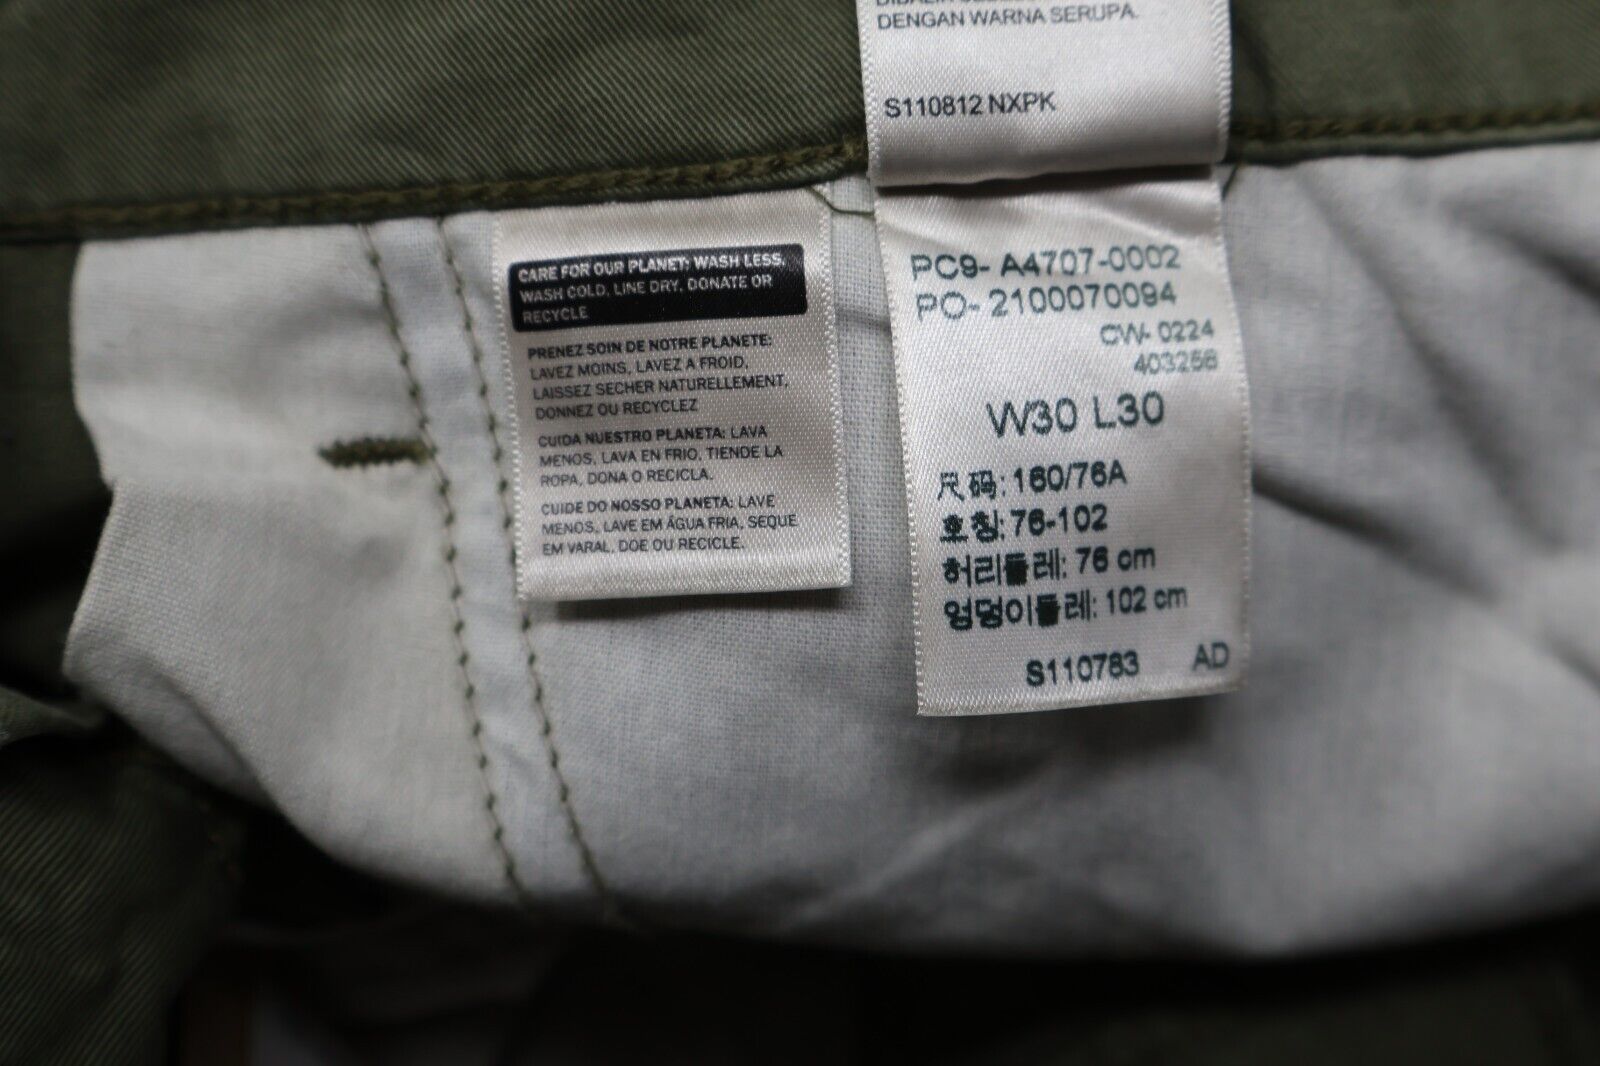 DENGAN WARNA SERUPA.
S110812 NXPK
CARE FOR OUR PLANET: WASH LESS,
WASH COLD, LINE DRY, DONATE OR
RECYCLE
PRENEZ SOIN DE NOTRE PLANETE:
LAVEZ MOINS, LAVEZ A FROID,
LAISSEZ SECHER NATURELLEMENT,
DONNEZ OU RECYCLEZ
CUIDA NUESTRO PLANETA: LAVA
MENOS, LAVA EN FRIO, TIENDE LA
ROPA, DONA O RECICLA.
CUIDE DO NOSSO PLANETA: LAVE
MENOS, LAVE EM ÁGUA FRIA, SEQUE
EM VARAL, DOE OU RECICLE.
PC9- A4707-0002
PO- 2100070094
CW- 0224
403258
W30 L30
尺码: 160/76A
호칭: 76-102
허리둘레: 76 cm
엉덩이둘레: 102 cm
S110783 AD